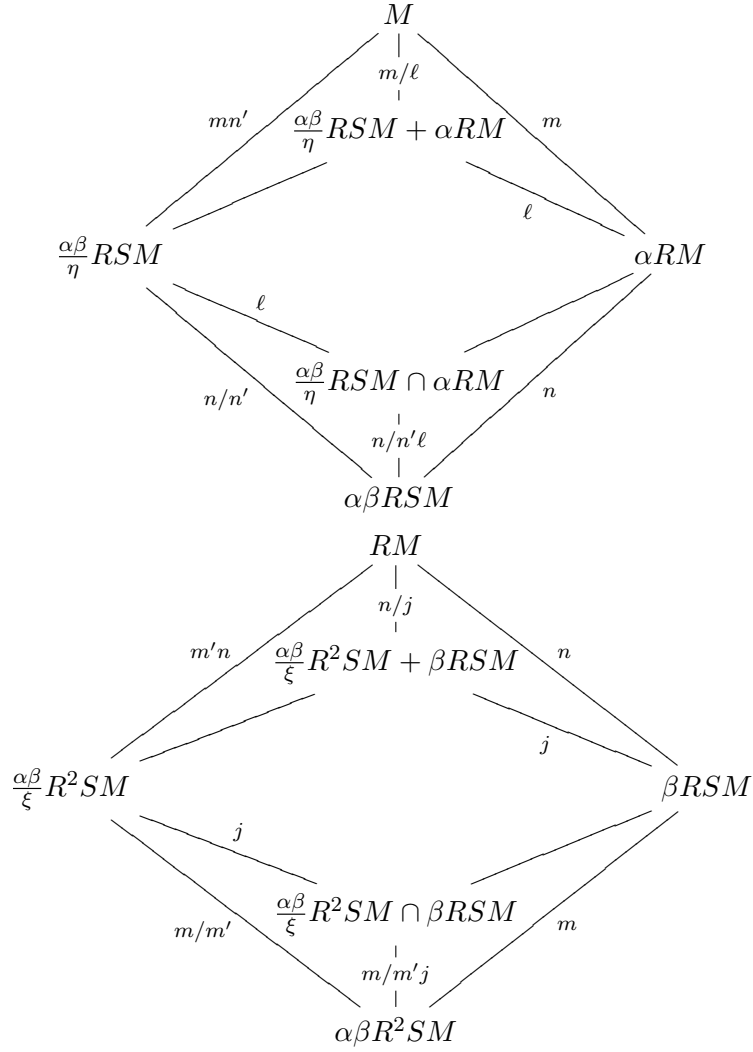 M
m/ℓ
mn′ αβ/η RSM + αRM m
ℓ
αβ/η RSM αRM
ℓ
αβ/η RSM ∩ αRM
n/n′ n
n/n′ℓ
αβRSM
RM
n/j
m′n αβ/ξ R²SM + βRSM n
j
αβ/ξ R²SM βRSM
j
αβ/ξ R²SM ∩ βRSM
m/m′ m
m/m′j
αβR²SM